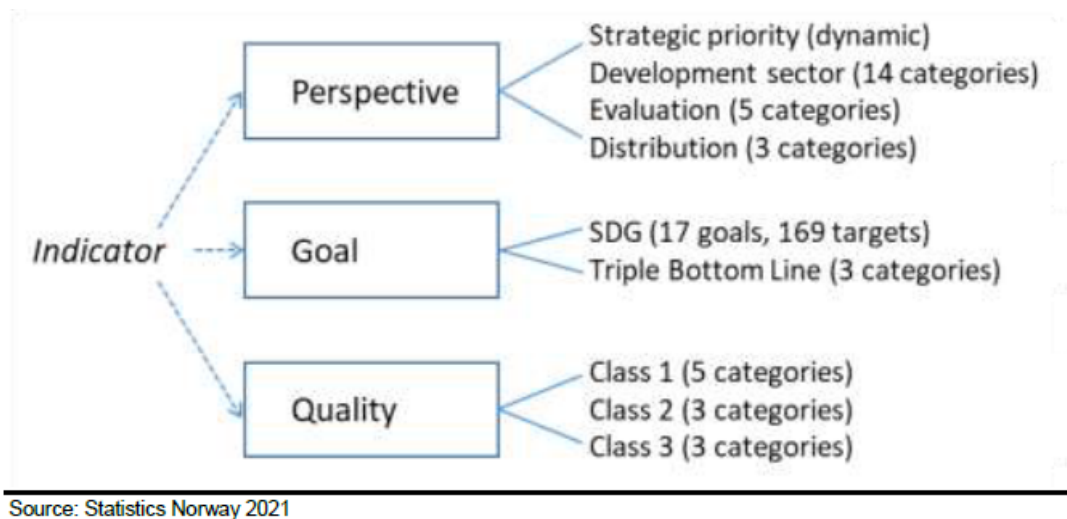 Perspective
Strategic priority (dynamic)
Development sector (14 categories)
Evaluation (5 categories)
Distribution (3 categories)
Indicator
Goal
SDG (17 goals, 169 targets)
Triple Bottom Line (3 categories)
Quality
Class 1 (5 categories)
Class 2 (3 categories)
Class 3 (3 categories)
Source: Statistics Norway 2021